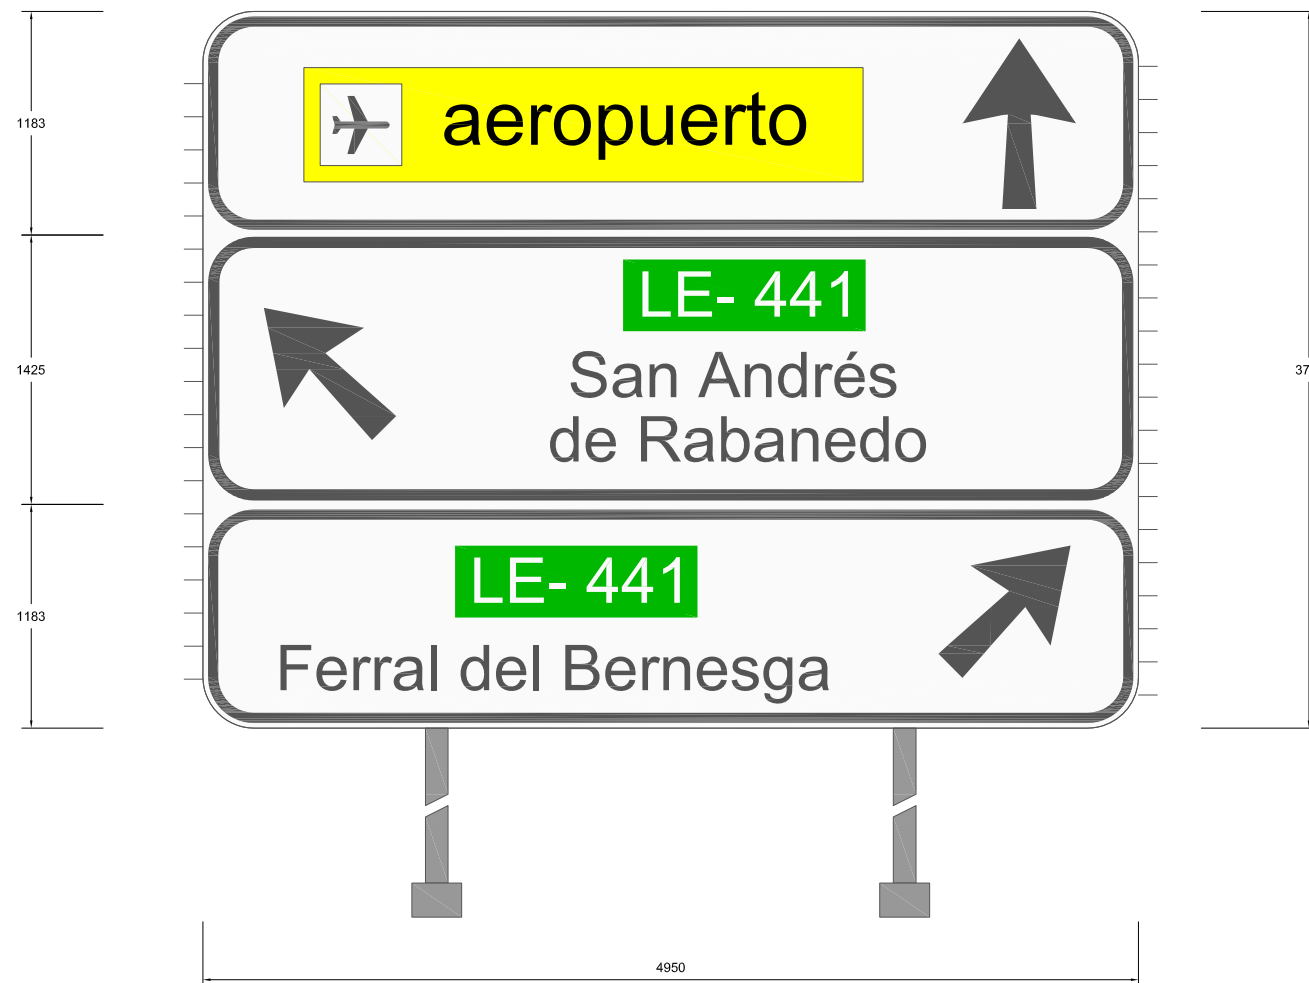 1183
aeropuerto
LE- 441
1425
37
San Andrés
de Rabanedo
LE- 441
1183
Ferral del Bernesga
4950